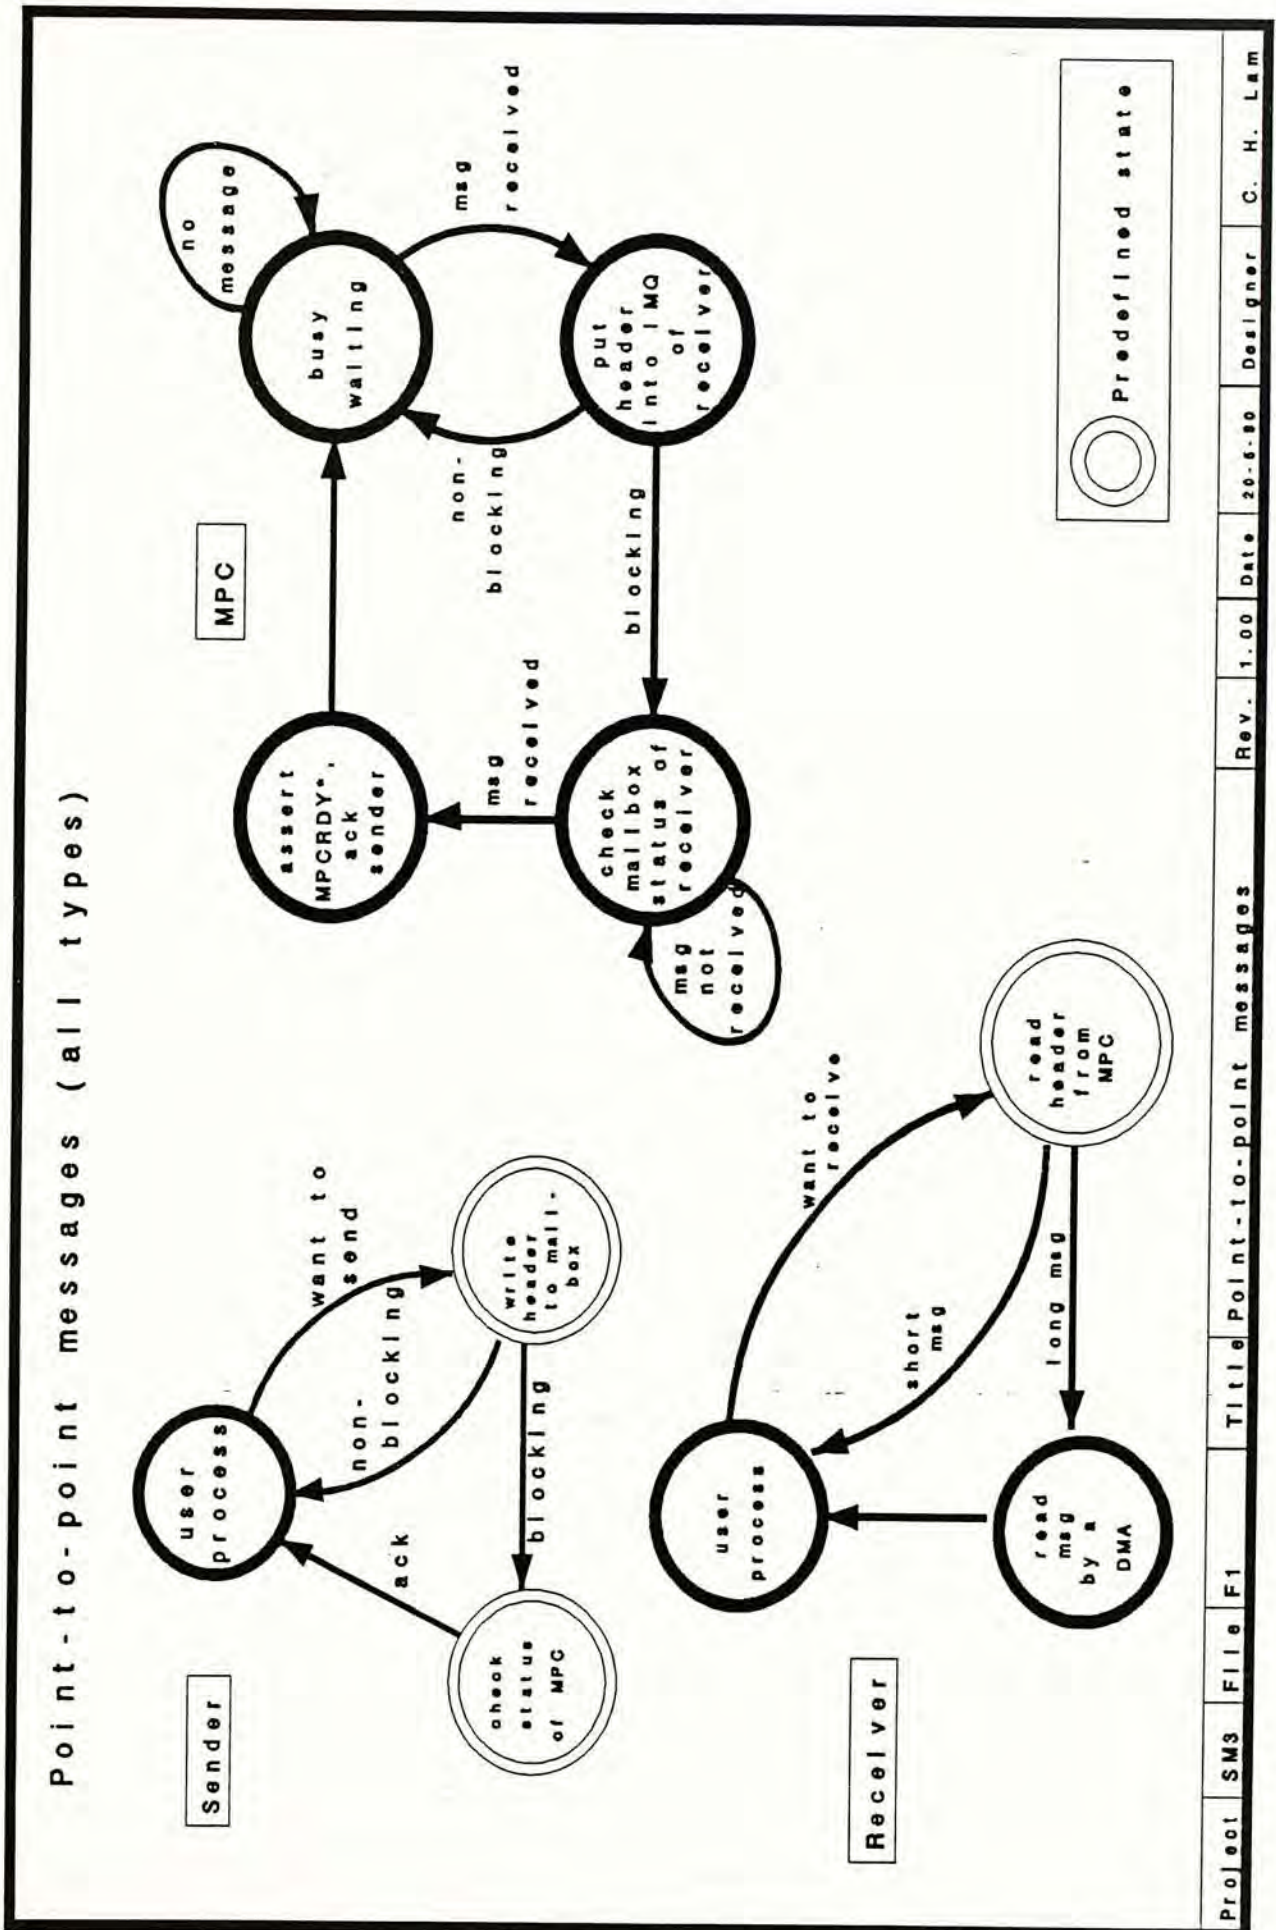 Point-to-point messages (all types)
Sender
user
process
want to
send
non-
blocking
write
header
to mail-
box
blocking
check
status
of MPC
ack
MPC
assert
MPCRDY*,
ack
sender
busy
waiting
no
message
msg
received
put
header
into IMQ
of
receiver
non-
blocking
blocking
check
mailbox
status of
receiver
msg
received
msg
not
received
Receiver
user
process
want to
receive
read
header
from
MPC
short
msg
long msg
read
msg
by a
DMA
Predefined state
Project SM3 File F1 Title Point-to-point messages Rev. 1.00 Date 20-5-90 Designer C. H. Lam